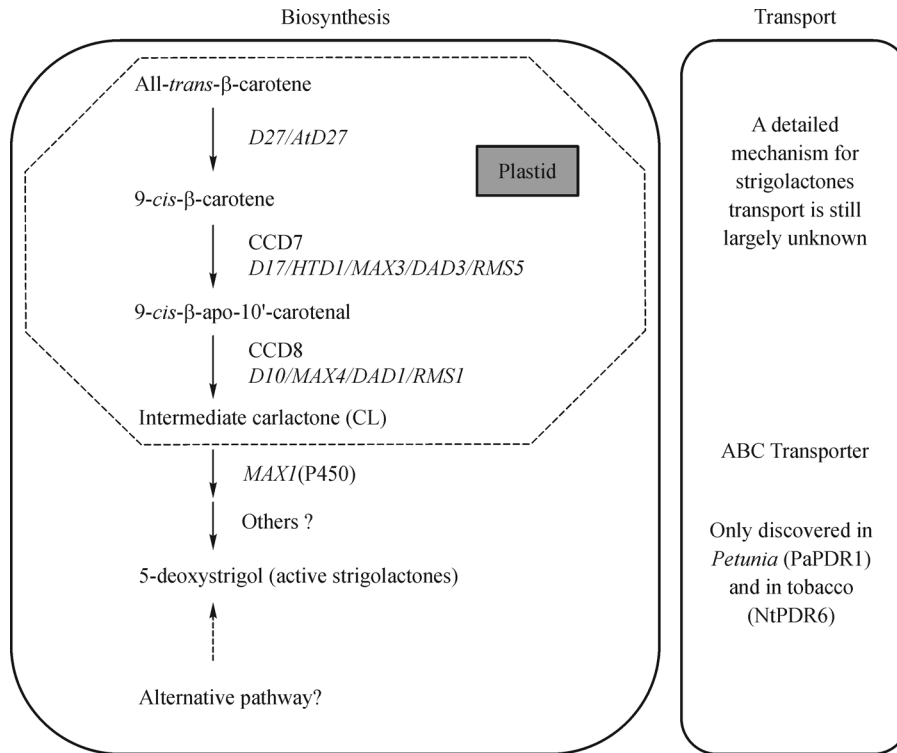 Biosynthesis
All-trans-β-carotene
D27/AtD27
Plastid
9-cis-β-carotene
CCD7
D17/HTD1/MAX3/DAD3/RMS5
9-cis-β-apo-10'-carotenal
CCD8
D10/MAX4/DAD1/RMS1
Intermediate carlactone (CL)
MAX1(P450)
Others ?
5-deoxystrigol (active strigolactones)
Alternative pathway?
Transport
A detailed
mechanism for
strigolactones
transport is still
largely unknown
ABC Transporter
Only discovered in
Petunia (PaPDR1)
and in tobacco
(NtPDR6)